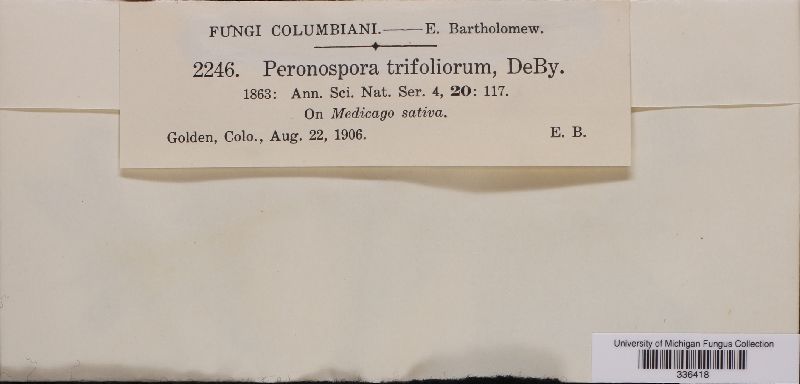 FUNGI COLUMBIANI.——E. Bartholomew.
2246. Peronospora trifoliorum, DeBy.
1863: Ann. Sci. Nat. Ser. 4, 20: 117.
On Medicago sativa.
Golden, Colo., Aug. 22, 1906. E. B.
University of Michigan Fungus Collection
336418